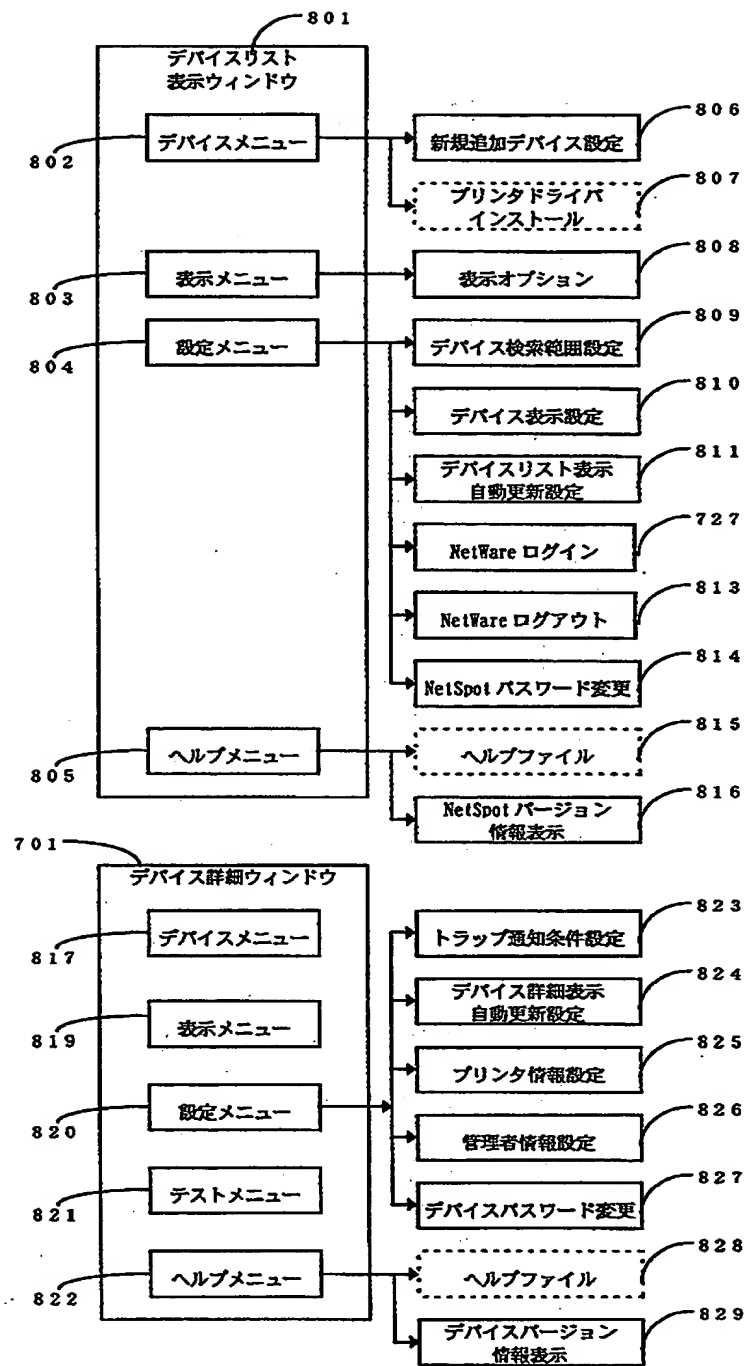 801
デバイスリスト
表示ウィンドウ
802
デバイスメニュー
806
新規追加デバイス設定
807
プリンタドライバ
インストール
803
表示メニュー
808
表示オプション
804
設定メニュー
809
デバイス検索範囲設定
810
デバイス表示設定
811
デバイスリスト表示
自動更新設定
727
NetWare ログイン
813
NetWare ログアウト
814
NetSpot パスワード変更
805
ヘルプメニュー
815
ヘルプファイル
816
NetSpot バージョン
情報表示
701
デバイス詳細ウィンドウ
817
デバイスメニュー
819
表示メニュー
820
設定メニュー
823
トラップ通知条件設定
824
デバイス詳細表示
自動更新設定
825
プリンタ情報設定
826
管理者情報設定
827
デバイスパスワード変更
821
テストメニュー
822
ヘルプメニュー
828
ヘルプファイル
829
デバイスバージョン
情報表示